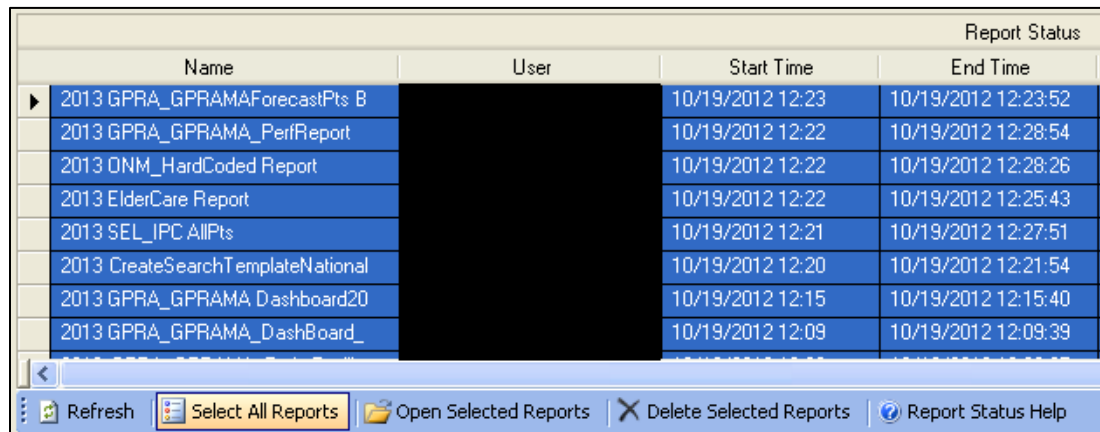 Report Status
Name User Start Time End Time
2013 GPRA_GPRAMAForecastPts B 10/19/2012 12:23 10/19/2012 12:23:52
2013 GPRA_GPRAMA_PerfReport 10/19/2012 12:22 10/19/2012 12:28:54
2013 ONM_HardCoded Report 10/19/2012 12:22 10/19/2012 12:28:26
2013 ElderCare Report 10/19/2012 12:22 10/19/2012 12:25:43
2013 SEL_IPC AllPts 10/19/2012 12:21 10/19/2012 12:27:51
2013 CreateSearchTemplateNational 10/19/2012 12:20 10/19/2012 12:21:54
2013 GPRA_GPRAMA Dashboard20 10/19/2012 12:15 10/19/2012 12:15:40
2013 GPRA_GPRAMA_DashBoard_ 10/19/2012 12:09 10/19/2012 12:09:39
Refresh Select All Reports Open Selected Reports Delete Selected Reports Report Status Help